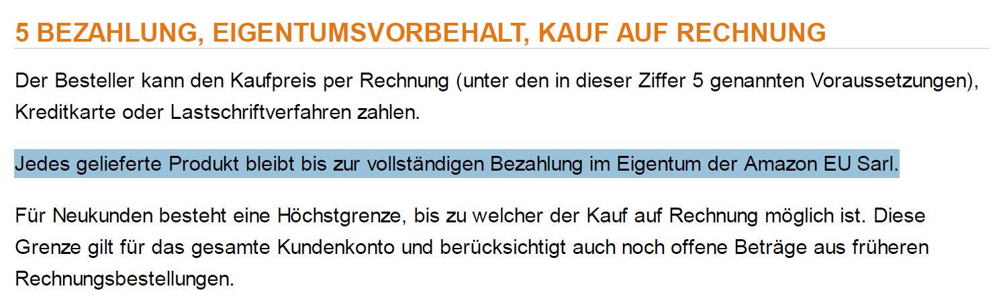 5 BEZAHLUNG, EIGENTUMSVORBEHALT, KAUF AUF RECHNUNG
Der Besteller kann den Kaufpreis per Rechnung (unter den in dieser Ziffer 5 genannten Voraussetzungen),
Kreditkarte oder Lastschriftverfahren zahlen.
Jedes gelieferte Produkt bleibt bis zur vollständigen Bezahlung im Eigentum der Amazon EU Sarl.
Für Neukunden besteht eine Höchstgrenze, bis zu welcher der Kauf auf Rechnung möglich ist. Diese
Grenze gilt für das gesamte Kundenkonto und berücksichtigt auch noch offene Beträge aus früheren
Rechnungsbestellungen.